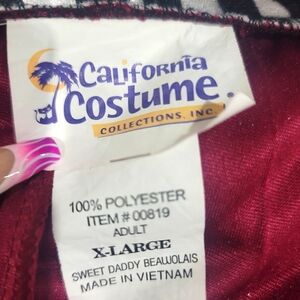 California
Costume
COLLECTIONS, INC.
100% POLYESTER
ITEM # 00819
ADULT
X-LARGE
SWEET DADDY BEAUJOLAIS
MADE IN VIETNAM